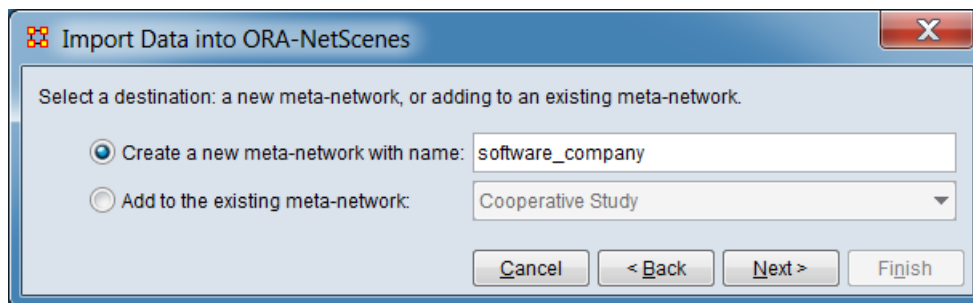 Import Data into ORA-NetScenes
Select a destination: a new meta-network, or adding to an existing meta-network.
Create a new meta-network with name: software_company
Add to the existing meta-network: Cooperative Study
Cancel < Back Next > Finish